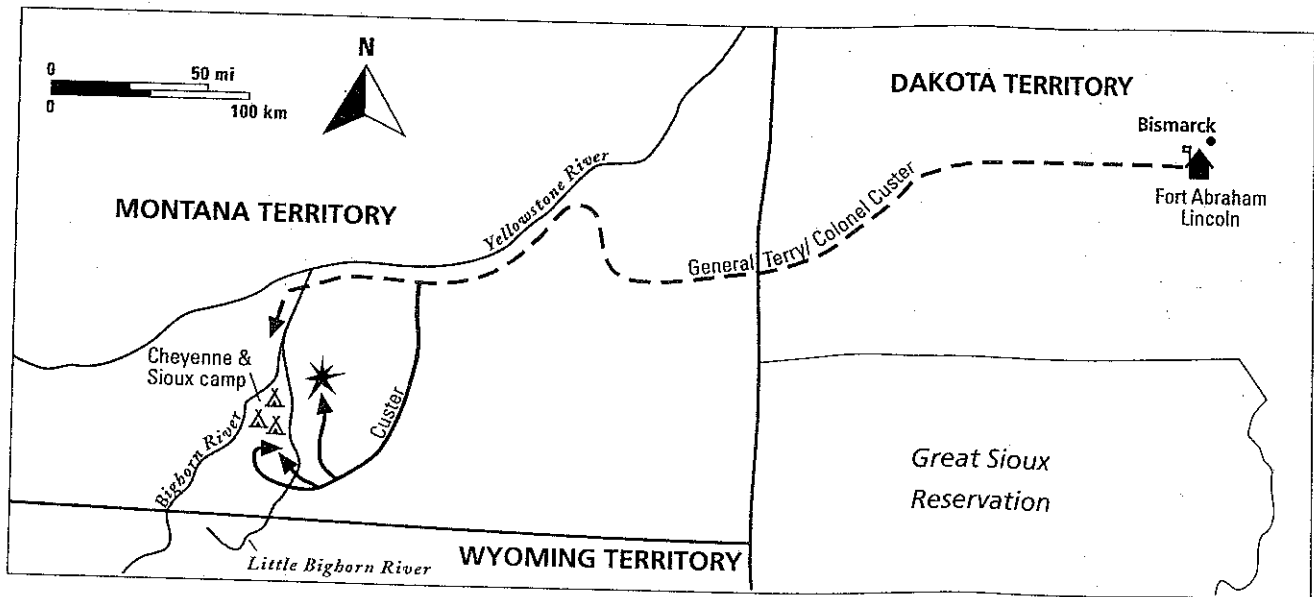 N
0 50 mi
0 100 km
DAKOTA TERRITORY
Bismarck
Fort Abraham
Lincoln
MONTANA TERRITORY
Yellowstone River
General Terry/ Colonel Custer
Cheyenne &
Sioux camp
Custer
Bighorn River
Great Sioux
Reservation
Little Bighorn River
WYOMING TERRITORY